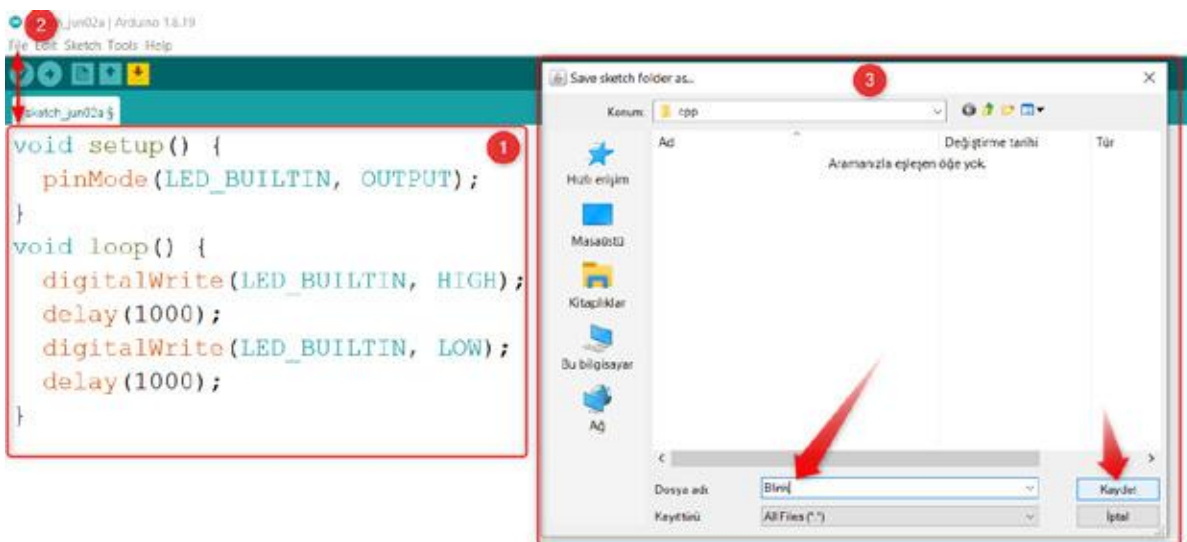 2
_jun02a | Arduino 1.8.19
File Edit Sketch Tools Help
sketch_jun02a §
1
void setup() {
pinMode(LED_BUILTIN, OUTPUT);
}
void loop() {
digitalWrite(LED_BUILTIN, HIGH);
delay(1000);
digitalWrite(LED_BUILTIN, LOW);
delay(1000);
}
Save sketch folder as...
3
Konum: cpp
Ad Değiştirme tarihi Tür
Aramanızla eşleşen öğe yok.
Hızlı erişim
Masaüstü
Kitaplıklar
Bu bilgisayar
Ağ
Dosya adı: Blink Kaydet
Kayıt türü: All Files (*.*) İptal